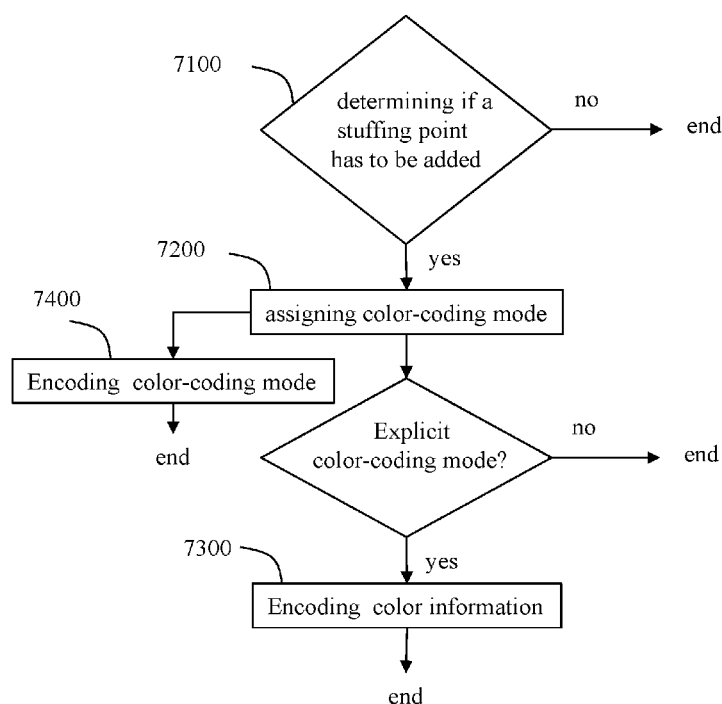 7100
determining if a
stuffing point
has to be added
no
end
yes
7200
assigning color-coding mode
7400
Encoding color-coding mode
end
Explicit
color-coding mode?
no
end
yes
7300
Encoding color information
end